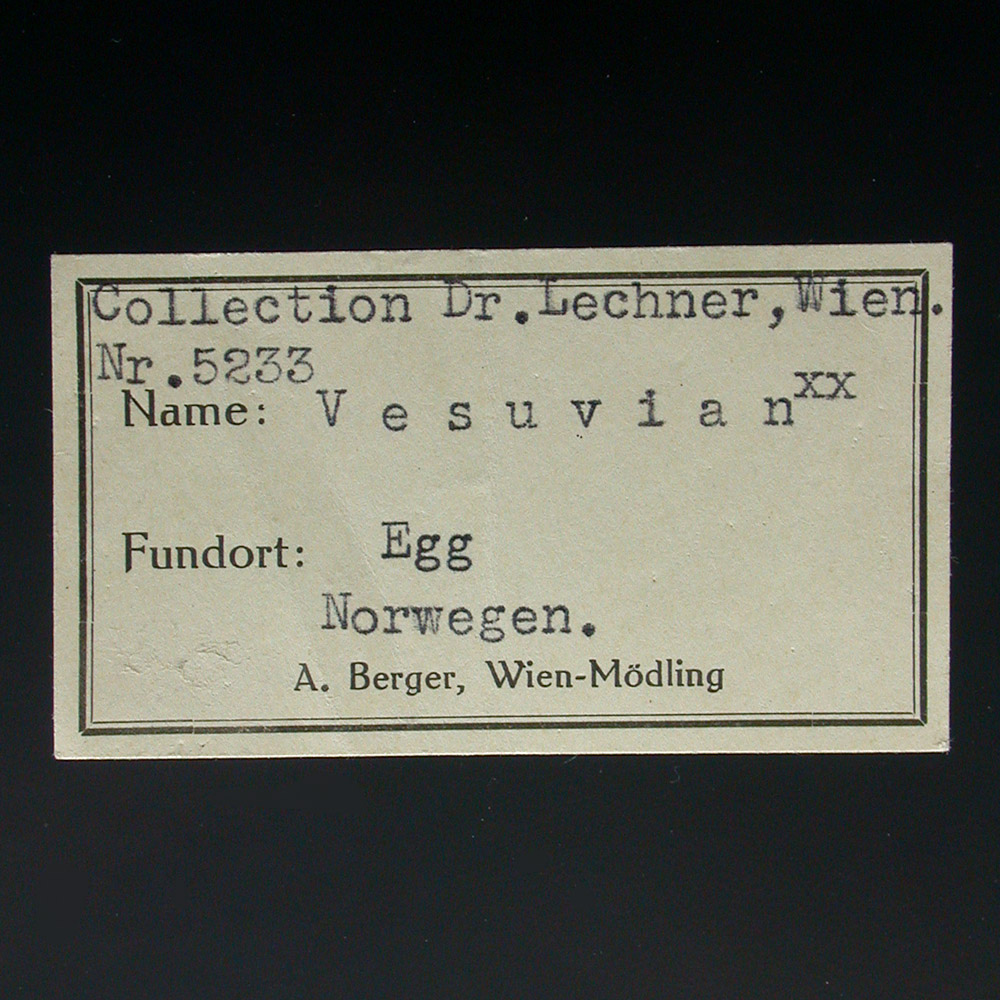 Collection Dr.Lechner,Wien.
Nr.5233
Name: V e s u v i a n xx
Fundort: Egg
Norwegen.
A. Berger, Wien-Mödling